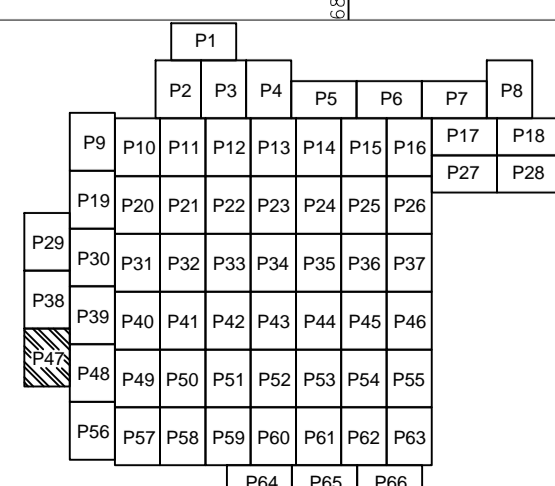 68
P1
P2 P3 P4 P5 P6 P7 P8
P9 P10 P11 P12 P13 P14 P15 P16 P17 P18
P27 P28
P19 P20 P21 P22 P23 P24 P25 P26
P29 P30 P31 P32 P33 P34 P35 P36 P37
P38 P39 P40 P41 P42 P43 P44 P45 P46
P47 P48 P49 P50 P51 P52 P53 P54 P55
P56 P57 P58 P59 P60 P61 P62 P63
P64 P65 P66